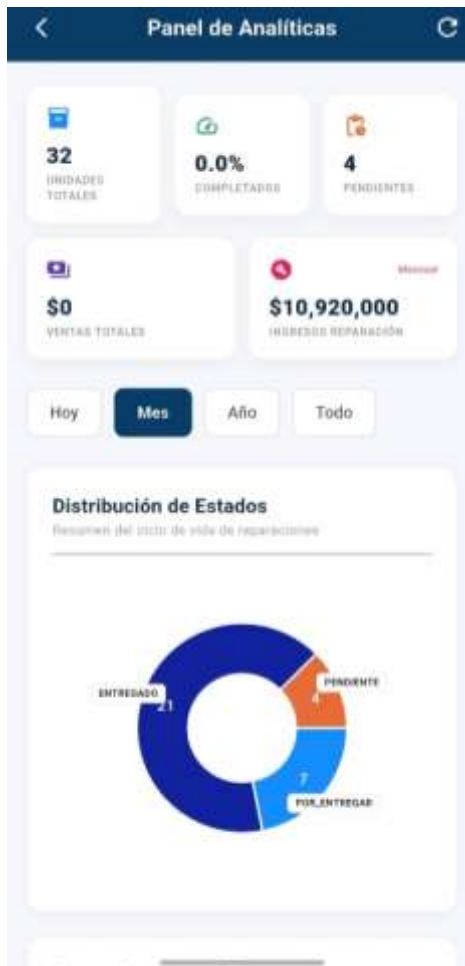 Panel de Analíticas
32
UNIDADES
TOTALES
0.0%
COMPLETADOS
4
PENDIENTES
$0
VENTAS TOTALES
Mensual
$10,920,000
INGRESOS REPARACIÓN
Hoy
Mes
Año
Todo
Distribución de Estados
Resumen del ciclo de vida de reparaciones
PENDIENTE
4
ENTREGADO
21
7
POR_ENTREGAR